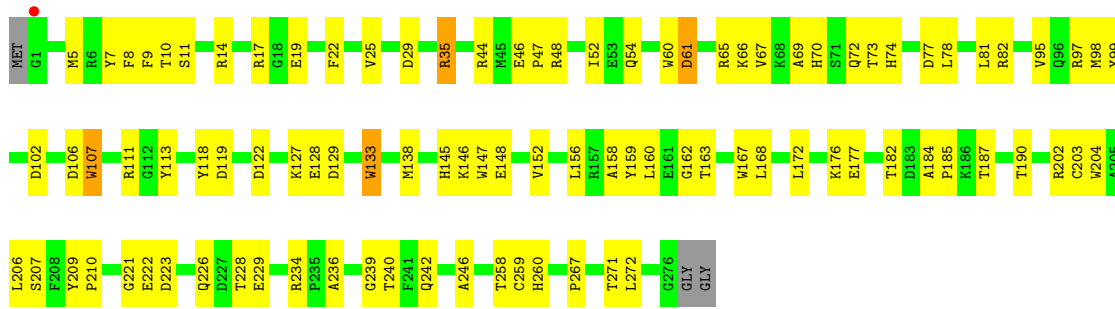 MET G1 M5 R6 Y7 F8 F9 T10 S11 R14 R17 G18 E19 F22 V25 D29 R35 R44 M45 E46 P47 R48 I52 E53 Q54 W60 D61 R65 K66 V67 K68 A69 H70 S71 Q72 T73 H74 D77 L78 L81 R82 V95 Q96 R97 M98 Y99
D102 D106 W107 R111 G112 Y113 Y118 D119 D122 K127 E128 D129 W133 M138 H145 K146 W147 E148 V152 L156 R157 A158 Y159 L160 E161 G162 T163 W167 L168 L172 K176 E177 T182 D183 A184 P185 K186 T187 T190 R202 C203 W204 A205
L206 S207 F208 Y209 P210 G221 E222 D223 Q226 D227 T228 E229 R234 P235 A236 G239 T240 F241 Q242 A246 T258 C259 H260 P267 T271 L272 G276 GLY GLY